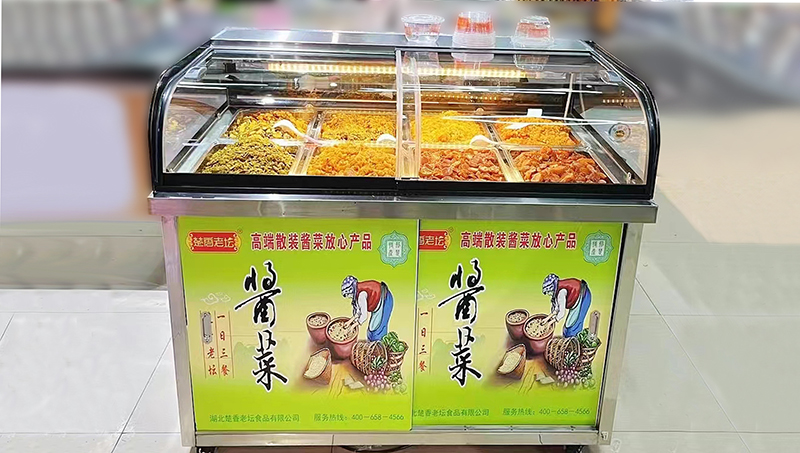 楚香老坛
高端散装酱菜放心产品
醬菜
一日三餐
老坛
湖北楚香老坛食品有限公司
服务热线：400-658-4566
香老坛
高端散装酱菜放心产品
醬菜
一日三餐
老坛
湖北楚香老坛食品有限公司
服务热线：400-658-4566